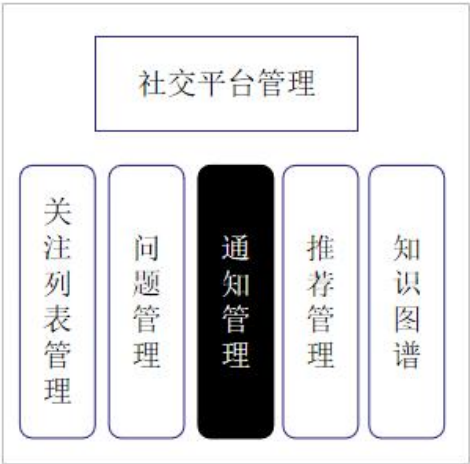 社交平台管理
关注列表管理
问题管理
通知管理
推荐管理
知识图谱